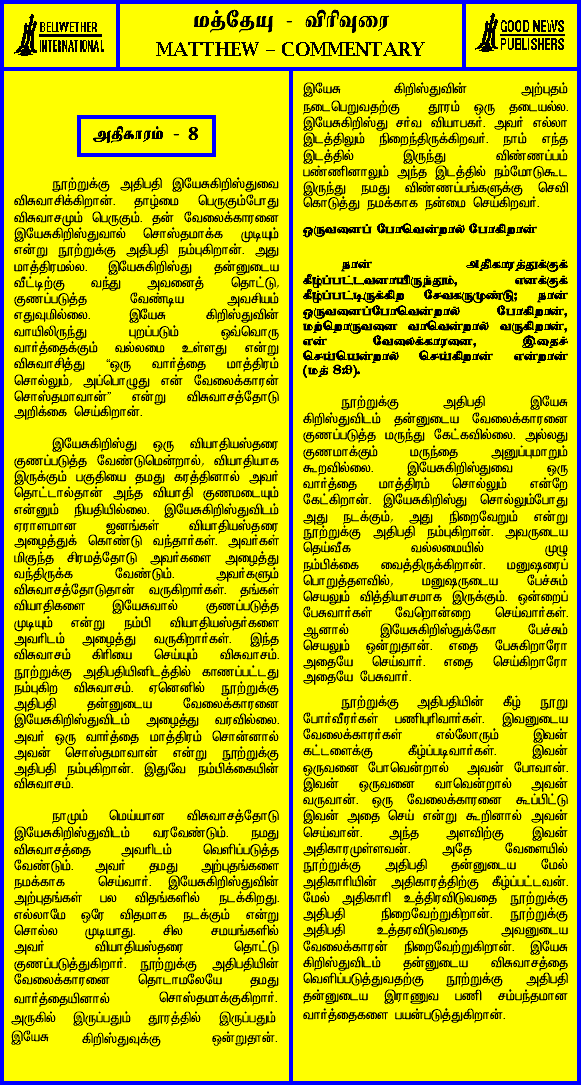 BELIWETHER
INTERNATIONAL
மத்தேயு - விரிவுரை
MATTHEW – COMMENTARY
GOOD NEWS
PUBLISHERS
அதிகாரம் - 8
நூற்றுக்கு அதிபதி இயேசுகிறிஸ்துவை
விசுவாசிக்கிறான். தாழ்மை பெருகும்போது
விசுவாசமும் பெருகும். தன் வேலைக்காரனை
இயேசுகிறிஸ்துவால் சொஸ்தமாக்க முடியும்
என்று நூற்றுக்கு அதிபதி நம்புகிறான். அது
மாத்திரமல்ல. இயேசுகிறிஸ்து தன்னுடைய
வீட்டிற்கு வந்து அவனைத் தொட்டு,
குணப்படுத்த வேண்டிய அவசியம்
எதுவுமில்லை. இயேசு கிறிஸ்துவின்
வாயிலிருந்து புறப்படும் ஒவ்வொரு
வார்த்தைக்கும் வல்லமை உள்ளது என்று
விசுவாசித்து “ஒரு வார்த்தை மாத்திரம்
சொல்லும், அப்பொழுது என் வேலைக்காரன்
சொஸ்தமாவான்” என்று விசுவாசத்தோடு
அறிக்கை செய்கிறான்.
இயேசுகிறிஸ்து ஒரு வியாதியஸ்தரை
குணப்படுத்த வேண்டுமென்றால், வியாதியாக
இருக்கும் பகுதியை தமது கரத்தினால் அவர்
தொட்டால்தான் அந்த வியாதி குணமடையும்
என்னும் நியதியில்லை. இயேசுகிறிஸ்துவிடம்
ஏராளமான ஜனங்கள் வியாதியஸ்தரை
அழைத்துக் கொண்டு வந்தார்கள். அவர்கள்
மிகுந்த சிரமத்தோடு அவர்களை அழைத்து
வந்திருக்க வேண்டும். அவர்களும்
விசுவாசத்தோடுதான் வருகிறார்கள். தங்கள்
வியாதிகளை இயேசுவால் குணப்படுத்த
முடியும் என்று நம்பி வியாதியஸ்தர்களை
அவரிடம் அழைத்து வருகிறார்கள். இந்த
விசுவாசம் கிரியை செய்யும் விசுவாசம்.
நூற்றுக்கு அதிபதியினிடத்தில் காணப்பட்டது
நம்புகிற விசுவாசம். ஏனெனில் நூற்றுக்கு
அதிபதி தன்னுடைய வேலைக்காரனை
இயேசுகிறிஸ்துவிடம் அழைத்து வரவில்லை.
அவர் ஒரு வார்த்தை மாத்திரம் சொன்னால்
அவன் சொஸ்தமாவான் என்று நூற்றுக்கு
அதிபதி நம்புகிறான். இதுவே நம்பிக்கையின்
விசுவாசம்.
நாமும் மெய்யான விசுவாசத்தோடு
இயேசுகிறிஸ்துவிடம் வரவேண்டும். நமது
விசுவாசத்தை அவரிடம் வெளிப்படுத்த
வேண்டும். அவர் தமது அற்புதங்களை
நமக்காக செய்வார். இயேசுகிறிஸ்துவின்
அற்புதங்கள் பல விதங்களில் நடக்கிறது.
எல்லாமே ஒரே விதமாக நடக்கும் என்று
சொல்ல முடியாது. சில சமயங்களில்
அவர் வியாதியஸ்தரை தொட்டு
குணப்படுத்துகிறார். நூற்றுக்கு அதிபதியின்
வேலைக்காரனை தொடாமலேயே தமது
வார்த்தையினால் சொஸ்தமாக்குகிறார்.
அருகில் இருப்பதும் தூரத்தில் இருப்பதும்
இயேசு கிறிஸ்துவுக்கு ஒன்றுதான்.
இயேசு கிறிஸ்துவின் அற்புதம்
நடைபெறுவதற்கு தூரம் ஒரு தடையல்ல.
இயேசுகிறிஸ்து சர்வ வியாபகர். அவர் எல்லா
இடத்திலும் நிறைந்திருக்கிறவர். நாம் எந்த
இடத்தில் இருந்து விண்ணப்பம்
பண்ணினாலும் அந்த இடத்தில் நம்மோடுகூட
இருந்து நமது விண்ணப்பங்களுக்கு செவி
கொடுத்து நமக்காக நன்மை செய்கிறவர்.
ஒருவனைப் போவென்றால் போகிறான்
நான் அதிகாரத்துக்குக்
கீழ்ப்பட்டவனாயிருந்தும், எனக்குக்
கீழ்ப்பட்டிருக்கிற சேவகருமுண்டு; நான்
ஒருவனைப்போவென்றால் போகிறான்,
மற்றொருவனை வாவென்றால் வருகிறான்,
என் வேலைக்காரனை, இதைச்
செய்யென்றால் செய்கிறான் என்றான்
(மத் 8:9).
நூற்றுக்கு அதிபதி இயேசு
கிறிஸ்துவிடம் தன்னுடைய வேலைக்காரனை
குணப்படுத்த மருந்து கேட்கவில்லை. அல்லது
குணமாக்கும் மருந்தை அனுப்புமாறும்
கூறவில்லை. இயேசுகிறிஸ்துவை ஒரு
வார்த்தை மாத்திரம் சொல்லும் என்றே
கேட்கிறான். இயேசுகிறிஸ்து சொல்லும்போது
அது நடக்கும், அது நிறைவேறும் என்று
நூற்றுக்கு அதிபதி நம்புகிறான். அவருடைய
தெய்வீக வல்லமையில் முழு
நம்பிக்கை வைத்திருக்கிறான். மனுஷரைப்
பொறுத்தளவில், மனுஷருடைய பேச்சும்
செயலும் வித்தியாசமாக இருக்கும். ஒன்றைப்
பேசுவார்கள் வேறொன்றை செய்வார்கள்.
ஆனால் இயேசுகிறிஸ்துக்கோ பேச்சும்
செயலும் ஒன்றுதான். எதை பேசுகிறாரோ
அதையே செய்வார். எதை செய்கிறாரோ
அதையே பேசுவார்.
நூற்றுக்கு அதிபதியின் கீழ் நூறு
போர்வீரர்கள் பணிபுரிவார்கள். இவனுடைய
வேலைக்காரர்கள் எல்லோரும் இவன்
கட்டளைக்கு கீழ்ப்படிவார்கள். இவன்
ஒருவனை போவென்றால் அவன் போவான்.
இவன் ஒருவனை வாவென்றால் அவன்
வருவான். ஒரு வேலைக்காரனை கூப்பிட்டு
இவன் அதை செய் என்று கூறினால் அவன்
செய்வான். அந்த அளவிற்கு இவன்
அதிகாரமுள்ளவன். அதே வேளையில்
நூற்றுக்கு அதிபதி தன்னுடைய மேல்
அதிகாரியின் அதிகாரத்திற்கு கீழ்ப்பட்டவன்.
மேல் அதிகாரி உத்திரவிடுவதை நூற்றுக்கு
அதிபதி நிறைவேற்றுகிறான். நூற்றுக்கு
அதிபதி உத்தரவிடுவதை அவனுடைய
வேலைக்காரன் நிறைவேற்றுகிறான். இயேசு
கிறிஸ்துவிடம் தன்னுடைய விசுவாசத்தை
வெளிப்படுத்துவதற்கு நூற்றுக்கு அதிபதி
தன்னுடைய இராணுவ பணி சம்பந்தமான
வார்த்தைகளை பயன்படுத்துகிறான்.